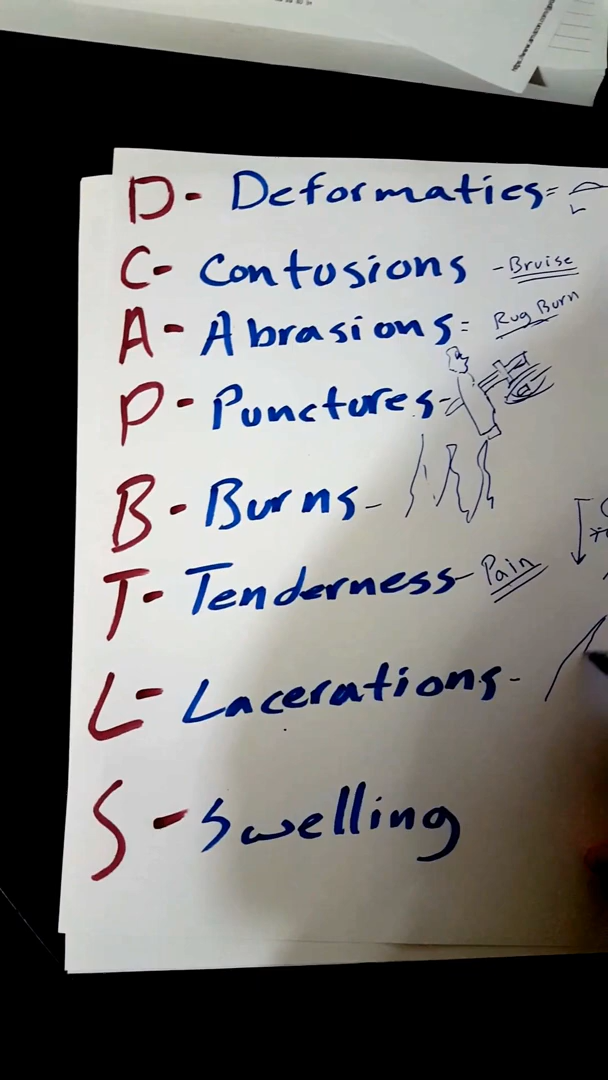 D- Deformaties=
C- Contusions - Bruise
A- Abrasions= Rug Burn
P- Punctures-
B- Burns-
T- Tenderness- Pain
L- Lacerations-
S- Swelling